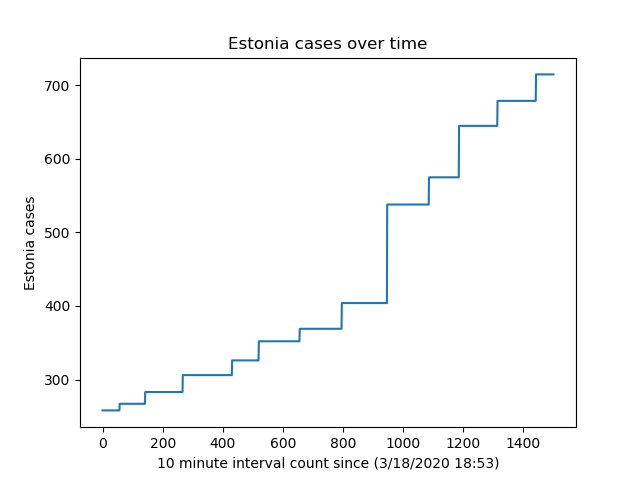 Estonia cases over time
700
600
500
400
300
Estonia cases
0 200 400 600 800 1000 1200 1400
10 minute interval count since (3/18/2020 18:53)